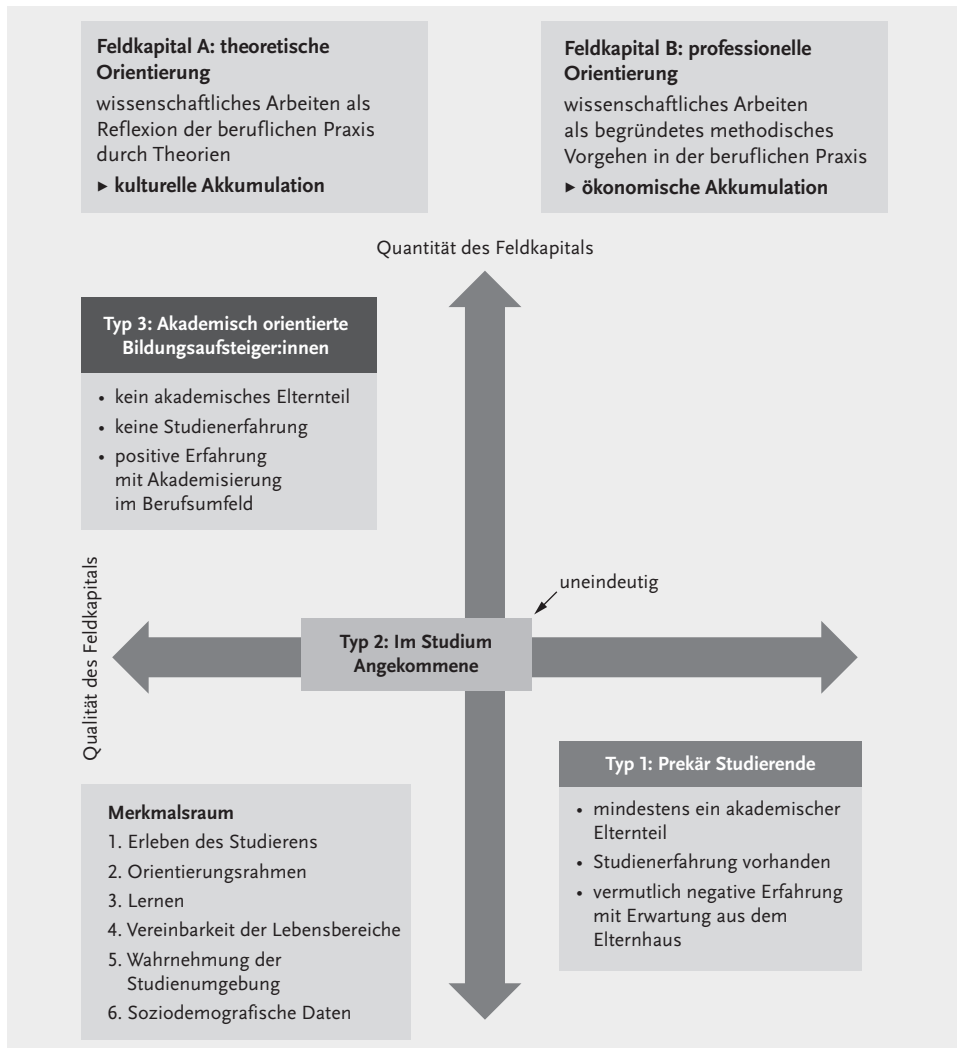 Feldkapital A: theoretische
Orientierung
wissenschaftliches Arbeiten als
Reflexion der beruflichen Praxis
durch Theorien
▸ kulturelle Akkumulation
Feldkapital B: professionelle
Orientierung
wissenschaftliches Arbeiten
als begründetes methodisches
Vorgehen in der beruflichen Praxis
▸ ökonomische Akkumulation
Quantität des Feldkapitals
Typ 3: Akademisch orientierte
Bildungsaufsteiger:innen
• kein akademisches Elternteil
• keine Studienerfahrung
• positive Erfahrung
mit Akademisierung
im Berufsumfeld
Qualität des Feldkapitals
uneindeutig
Typ 2: Im Studium
Angekommene
Typ 1: Prekär Studierende
• mindestens ein akademischer
Elternteil
• Studienerfahrung vorhanden
• vermutlich negative Erfahrung
mit Erwartung aus dem
Elternhaus
Merkmalsraum
1. Erleben des Studierens
2. Orientierungsrahmen
3. Lernen
4. Vereinbarkeit der Lebensbereiche
5. Wahrnehmung der
Studienumgebung
6. Soziodemografische Daten